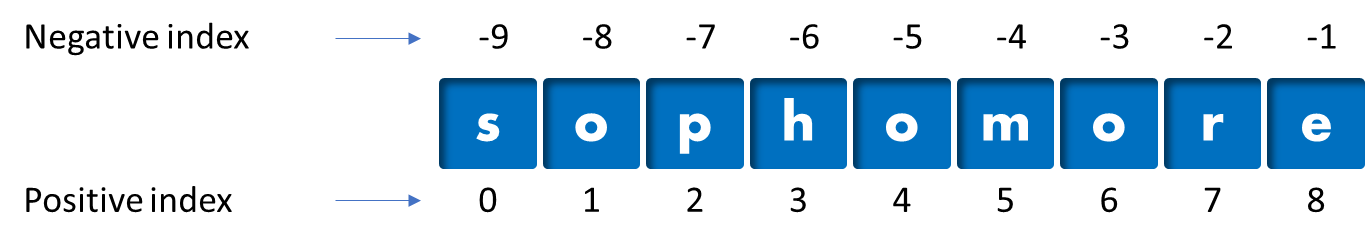 Negative index -9 -8 -7 -6 -5 -4 -3 -2 -1
s o p h o m o r e
Positive index 0 1 2 3 4 5 6 7 8